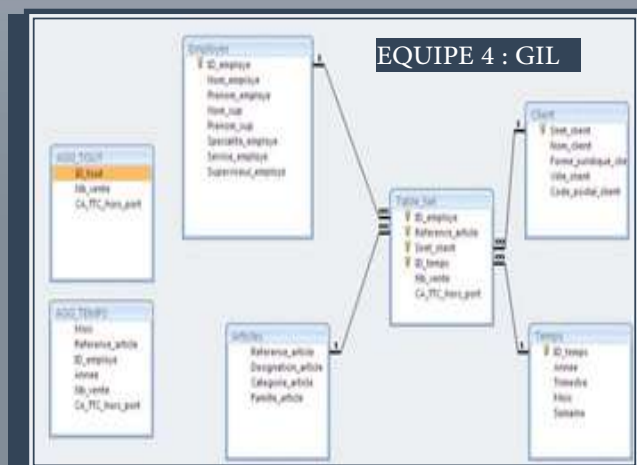 EQUIPE 4 : GIL
Employes
ID_employe
Nom_employe
Prenom_employe
Nom_sup
Prenom_sup
Specialite_employe
Service_employe
Superviseur_employe
AGG_TOUT
ID_tout
Nb_vente
CA_TTC_hors_port
AGG_TEMPS
Mois
Reference_article
ID_employe
Annee
Nb_vente
CA_TTC_hors_port
Articles
Reference_article
Designation_article
Categorie_article
Famille_article
Table_fait
ID_employe
Reference_article
Siret_client
ID_temps
Nb_vente
CA_TTC_hors_port
Client
Siret_client
Nom_client
Forme_juridique_clie
Ville_client
Code_postal_client
Temps
ID_temps
Annee
Trimestre
Mois
Semaine